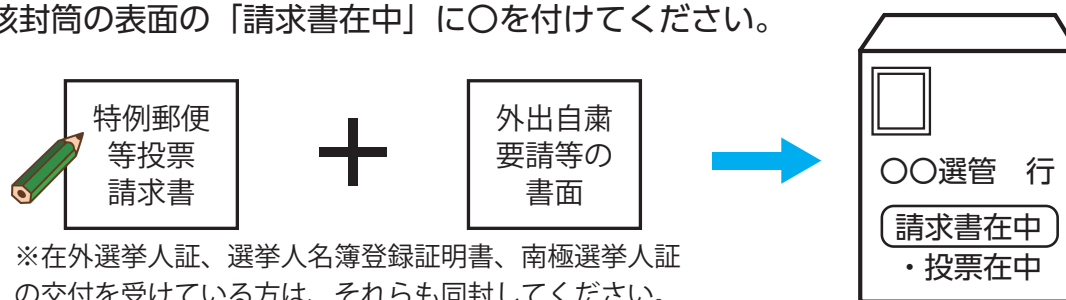 封筒の表面の「請求書在中」に〇を付けてください。
特例郵便
等投票
請求書
＋
外出自粛
要請等の
書面
〇〇選管　行
請求書在中
・投票在中
※在外選挙人証、選挙人名簿登録証明書、南極選挙人証
の交付を受けている方は、それらも同封してください。